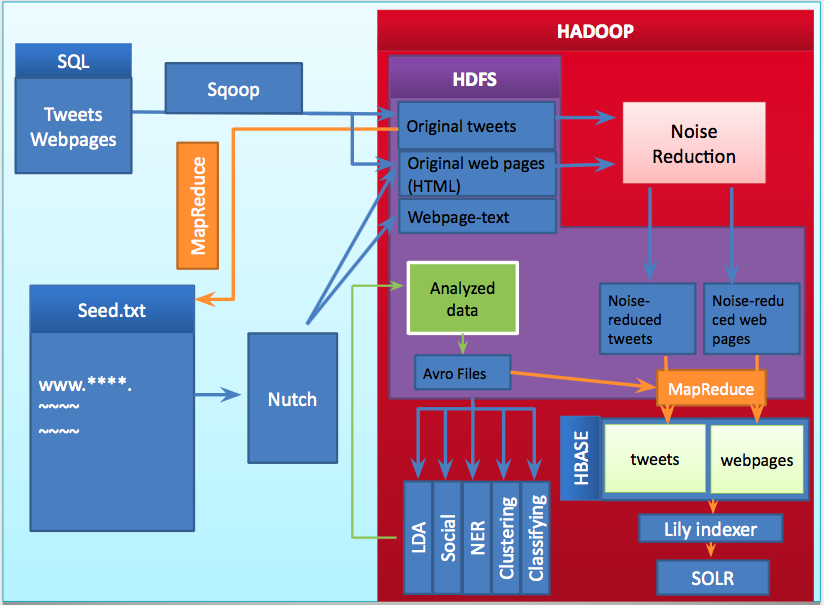 HADOOP
SQL
Tweets
Webpages
Sqoop
HDFS
Original tweets
Original web pages
(HTML)
Webpage-text
Noise
Reduction
MapReduce
Seed.txt
www.****.
~~~~
~~~~
Nutch
Analyzed
data
Avro Files
Noise-
reduced
tweets
Noise-redu
ced web
pages
MapReduce
HBASE
tweets
webpages
LDA
Social
NER
Clustering
Classifying
Lily indexer
SOLR